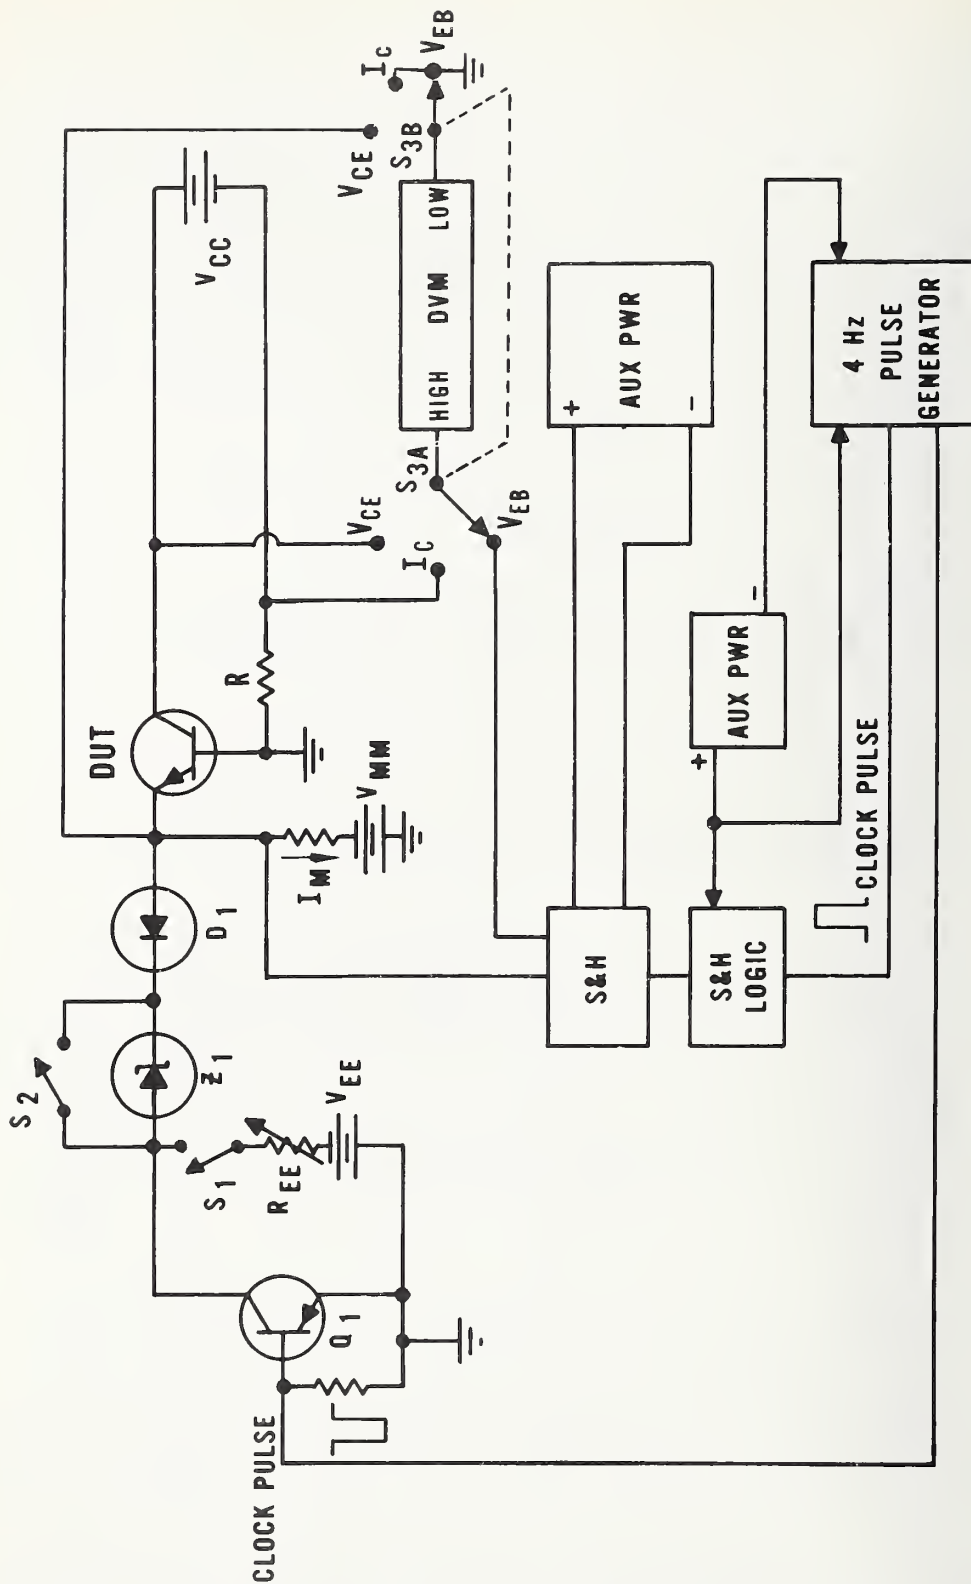 S2
Z1
D1
DUT
VCC
S1
REE
VEE
IM
VMM
R
VCE
IC
VCE
IC
VEB
S3A
HIGH DVM LOW
S3B
VEB
Q1
CLOCK PULSE
S&H
+
AUX PWR
-
S&H
LOGIC
+
AUX PWR
-
CLOCK PULSE
4 Hz
PULSE
GENERATOR